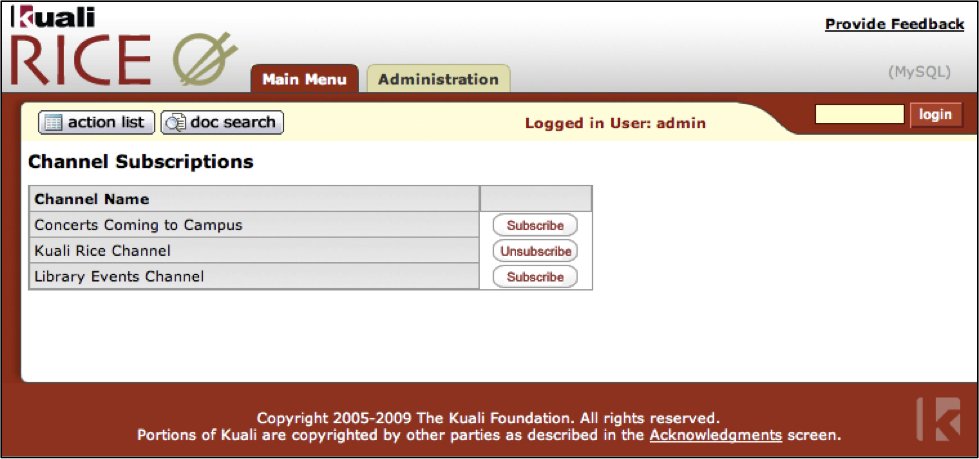 Kuali
RICE
Provide Feedback
Main Menu
Administration
(MySQL)
action list
doc search
Logged in User: admin
login
Channel Subscriptions
Channel Name
Concerts Coming to Campus
Subscribe
Kuali Rice Channel
Unsubscribe
Library Events Channel
Subscribe
Copyright 2005-2009 The Kuali Foundation. All rights reserved.
Portions of Kuali are copyrighted by other parties as described in the Acknowledgments screen.